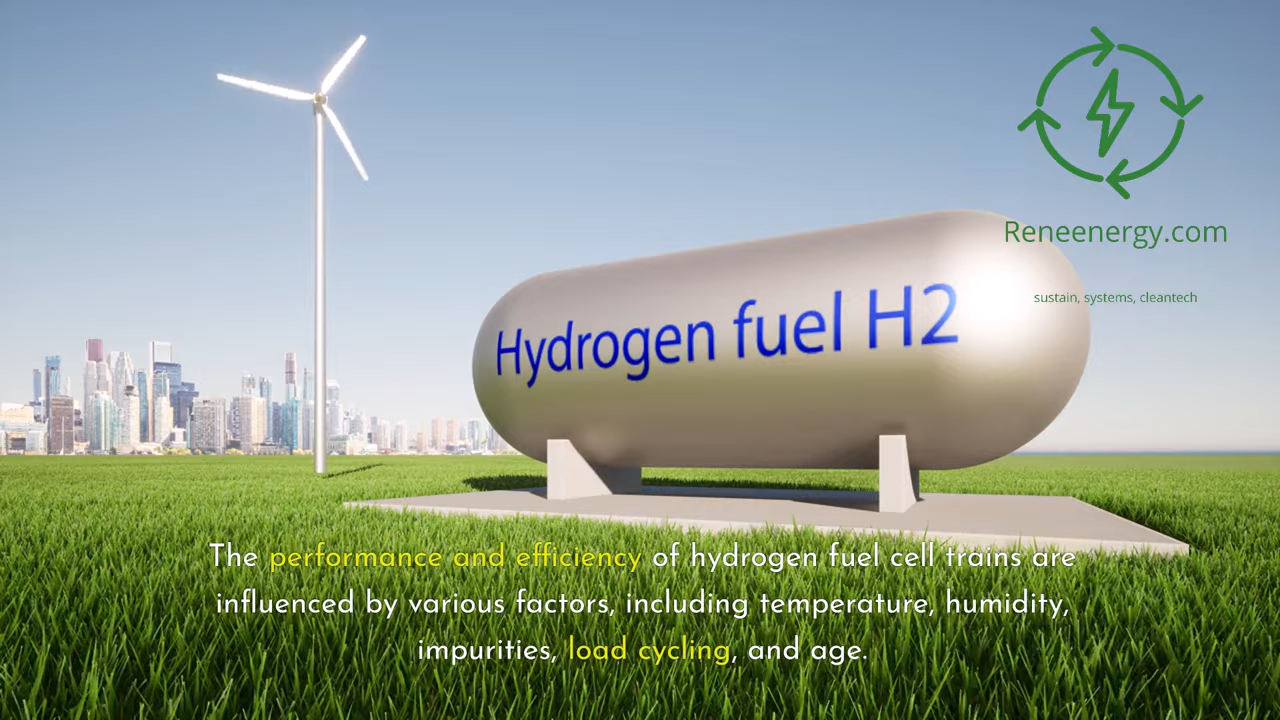 Reneenergy.com
sustain, systems, cleantech
Hydrogen fuel H2
The performance and efficiency of hydrogen fuel cell trains are
influenced by various factors, including temperature, humidity,
impurities, load cycling, and age.